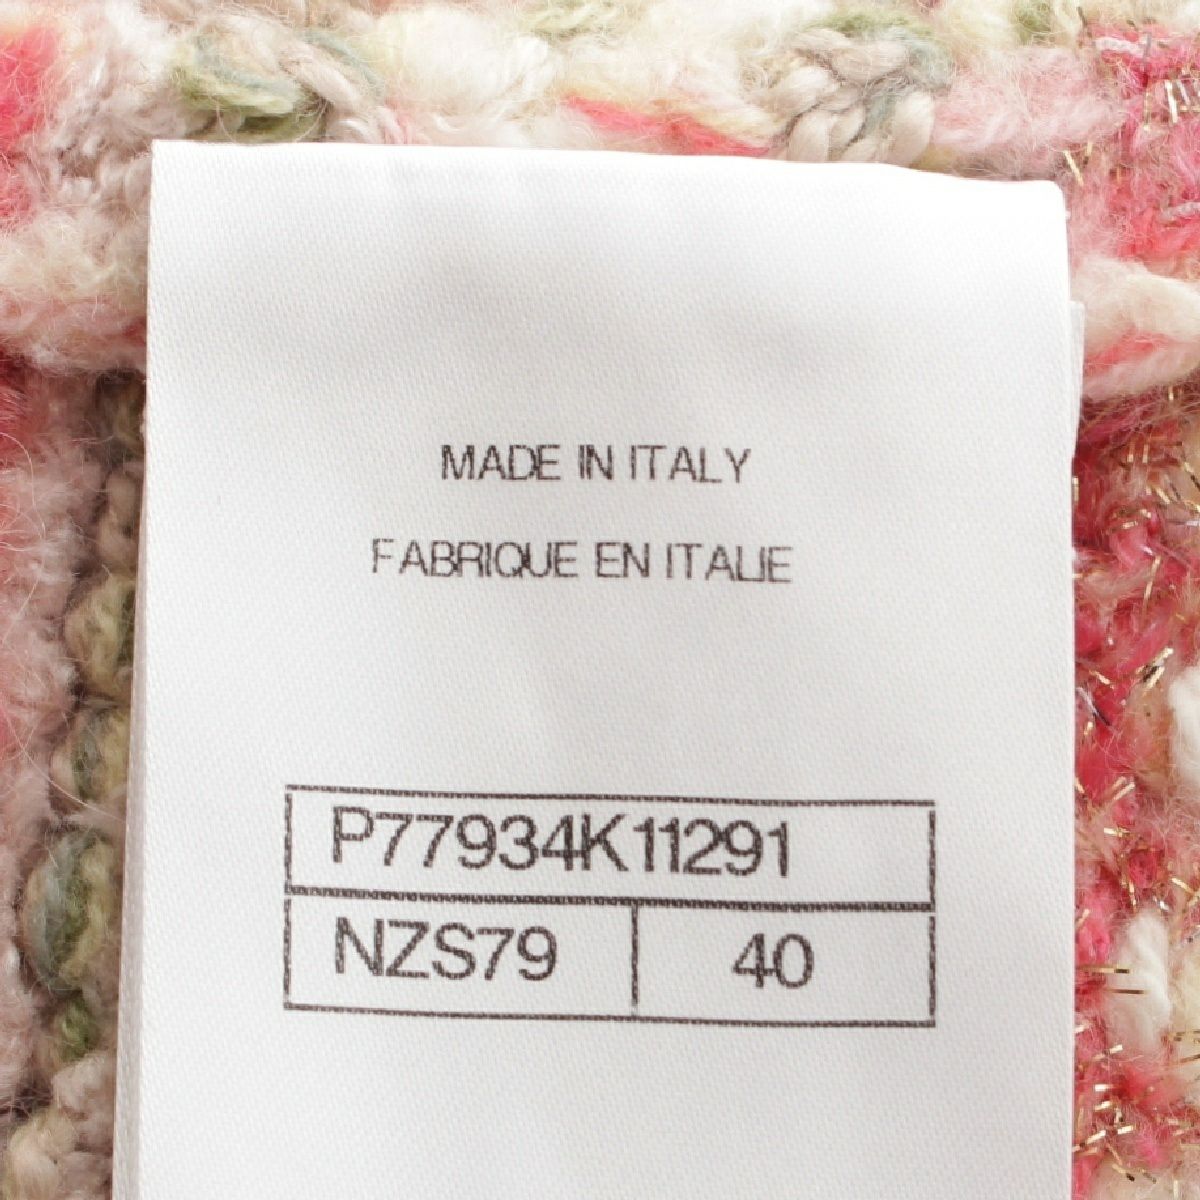 MADE IN ITALY
FABRIQUE EN ITALIE
P77934K11291
NZS79 40